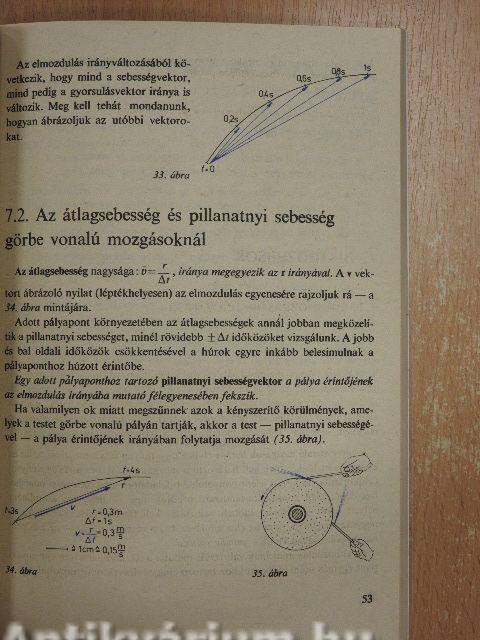 Az elmozdulás irányváltozásából kö-
vetkezik, hogy mind a sebességvektor,
mind pedig a gyorsulásvektor iránya is
változik. Meg kell tehát mondanunk,
hogyan ábrázoljuk az utóbbi vektoro-
kat.
1s
0,8s
0,6s
0,4s
0,2s
t=0
33. ábra
7.2. Az átlagsebesség és pillanatnyi sebesség
görbe vonalú mozgásoknál
Az átlagsebesség nagysága: v̄ = r/Δt, iránya megegyezik az r irányával. A v vek-
tort ábrázoló nyilat (léptékhelyesen) az elmozdulás egyenesére rajzoljuk rá — a
34. ábra mintájára.
Adott pályapont környezetében az átlagsebességek annál jobban megközelí-
tik a pillanatnyi sebességet, minél rövidebb ±Δt időközöket vizsgálunk. A jobb
és bal oldali időközök csökkentésével a húrok egyre inkább belesimulnak a
pályaponthoz húzott érintőbe.
Egy adott pályaponthoz tartozó pillanatnyi sebességvektor a pálya érintőjének
az elmozdulás irányába mutató félegyenesében fekszik.
Ha valamilyen ok miatt megszűnnek azok a kényszerítő körülmények, ame-
lyek a testet görbe vonalú pályán tartják, akkor a test — pillanatnyi sebességé-
vel — a pálya érintőjének irányában folytatja mozgását (35. ábra).
t=4s
t=3s
r
v
r=0,3m
Δt=1s
v=r/Δt=0,3 m/s
≙ 1cm ≙ 0,15 m/s
34. ábra
35. ábra
53
Antikvárium.hu